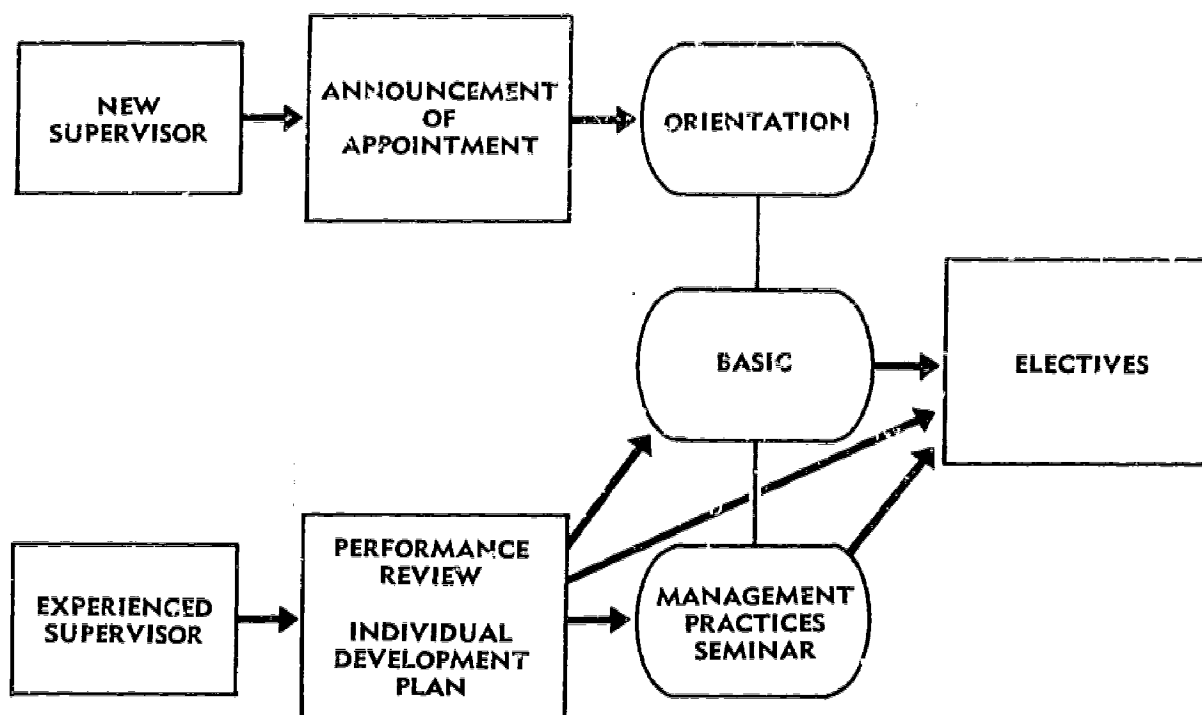 NEW
SUPERVISOR
ANNOUNCEMENT
OF
APPOINTMENT
ORIENTATION
BASIC
ELECTIVES
EXPERIENCED
SUPERVISOR
PERFORMANCE
REVIEW
INDIVIDUAL
DEVELOPMENT
PLAN
MANAGEMENT
PRACTICES
SEMINAR